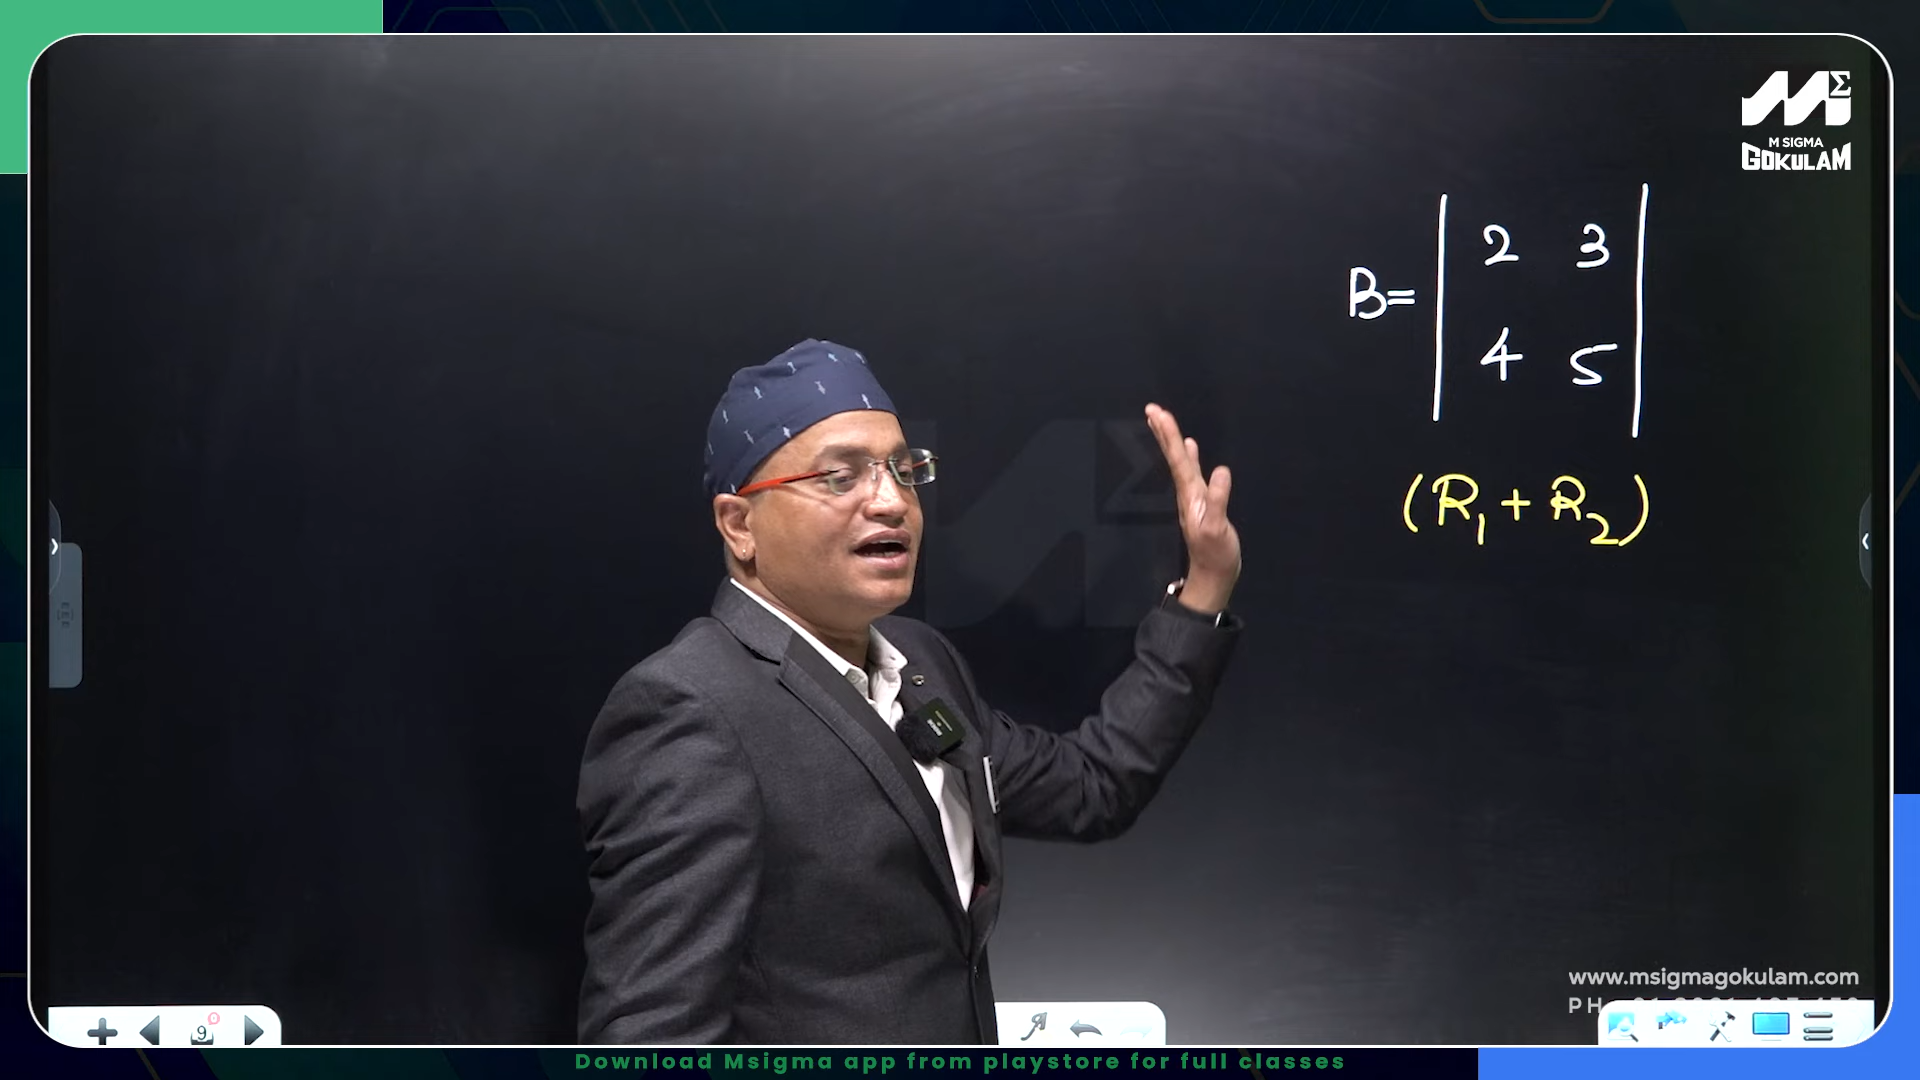 M SIGMA
GOKULAM
B= | 2 3 |
| 4 5 |
(R₁ + R₂)
www.msigmagokulam.com
9
Download Msigma app from playstore for full classes